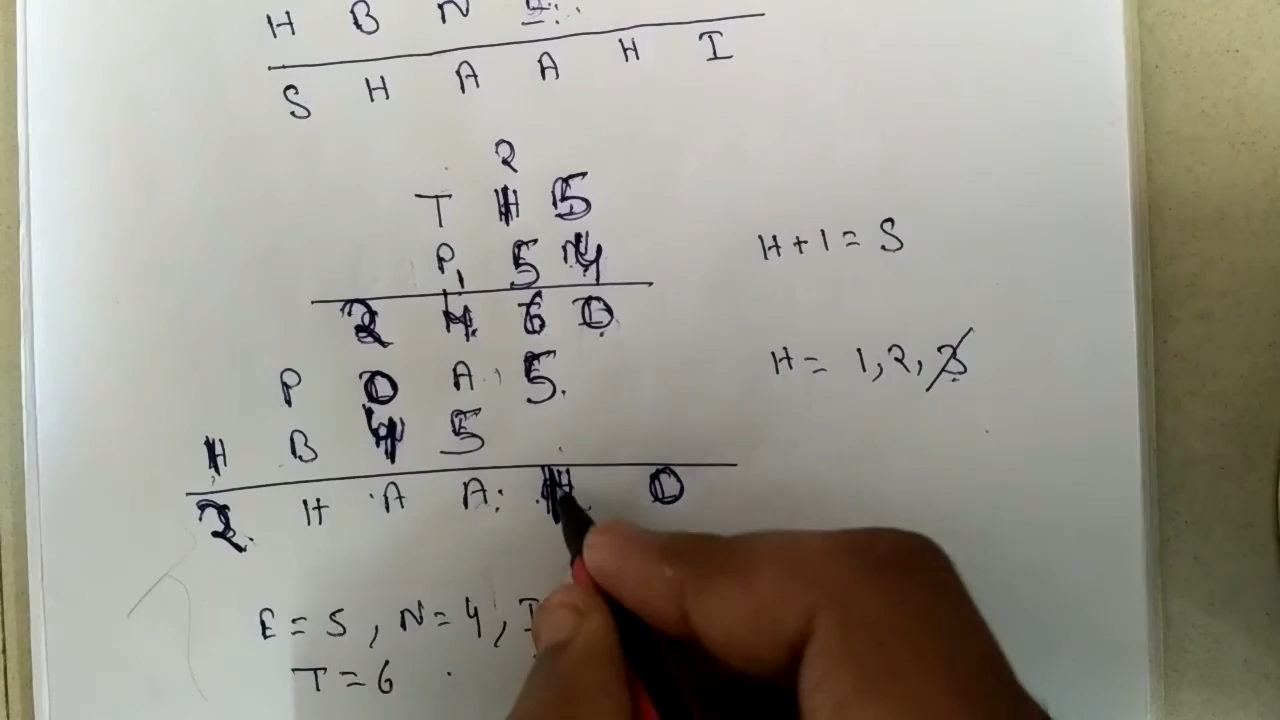 H B N I
S H A A H I
2
T H 5
P 1 5 4
H + 1 = S
2 4 6 0
P 0 A 5
H = 1, 2, 3
H B 4 5
2 H A A H 0
E = 5, N = 4, I
T = 6